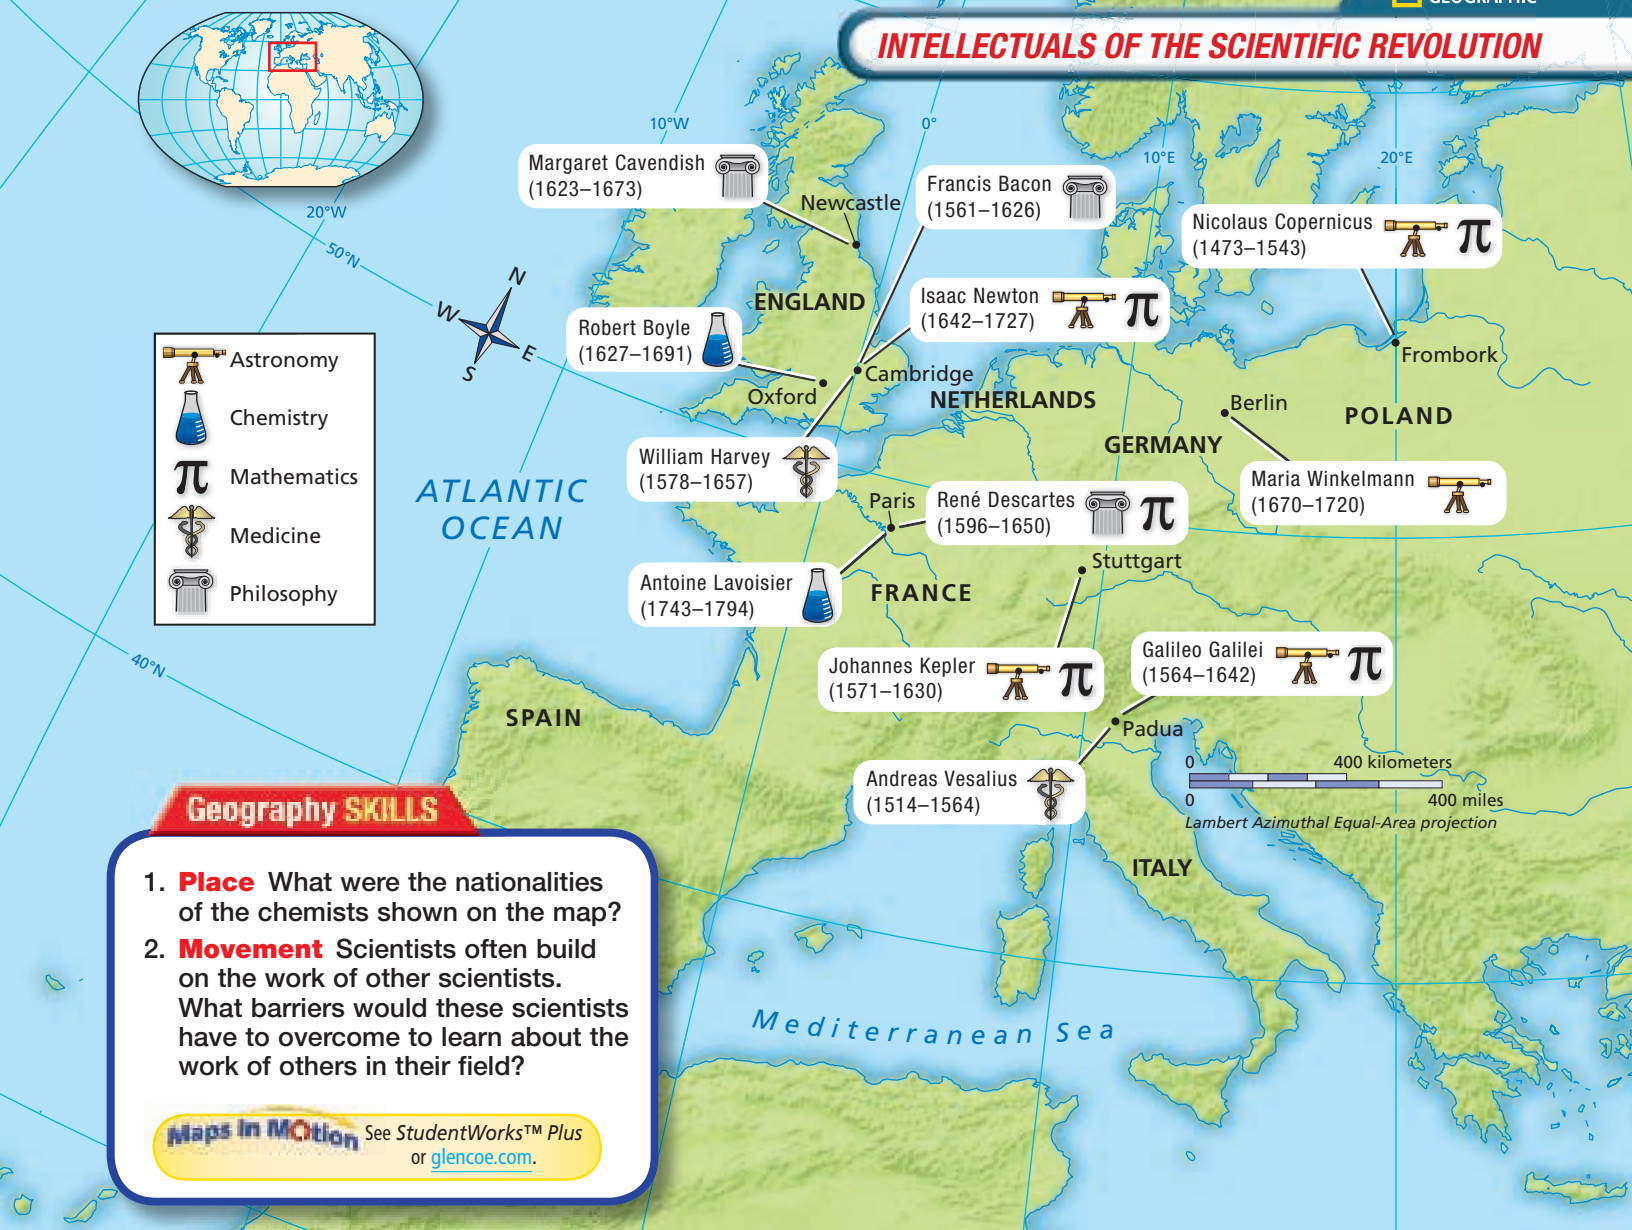 GEOGRAPHIC
INTELLECTUALS OF THE SCIENTIFIC REVOLUTION
10°W
0°
10°E
20°E
20°W
50°N
40°N
Margaret Cavendish
(1623–1673)
Newcastle
Francis Bacon
(1561–1626)
Nicolaus Copernicus
(1473–1543)
π
N
W
E
S
ENGLAND
Isaac Newton
(1642–1727)
π
Robert Boyle
(1627–1691)
Frombork
Cambridge
Oxford
NETHERLANDS
Berlin
POLAND
GERMANY
Astronomy
Chemistry
π Mathematics
Medicine
Philosophy
William Harvey
(1578–1657)
Maria Winkelmann
(1670–1720)
ATLANTIC
OCEAN
Paris
René Descartes
(1596–1650)
π
Stuttgart
Antoine Lavoisier
(1743–1794)
FRANCE
Johannes Kepler
(1571–1630)
π
Galileo Galilei
(1564–1642)
π
SPAIN
Padua
Andreas Vesalius
(1514–1564)
0 400 kilometers
0 400 miles
Lambert Azimuthal Equal-Area projection
ITALY
Mediterranean Sea
Geography SKILLS
1. Place What were the nationalities
of the chemists shown on the map?
2. Movement Scientists often build
on the work of other scientists.
What barriers would these scientists
have to overcome to learn about the
work of others in their field?
Maps in MOtion See StudentWorks™ Plus
or glencoe.com.